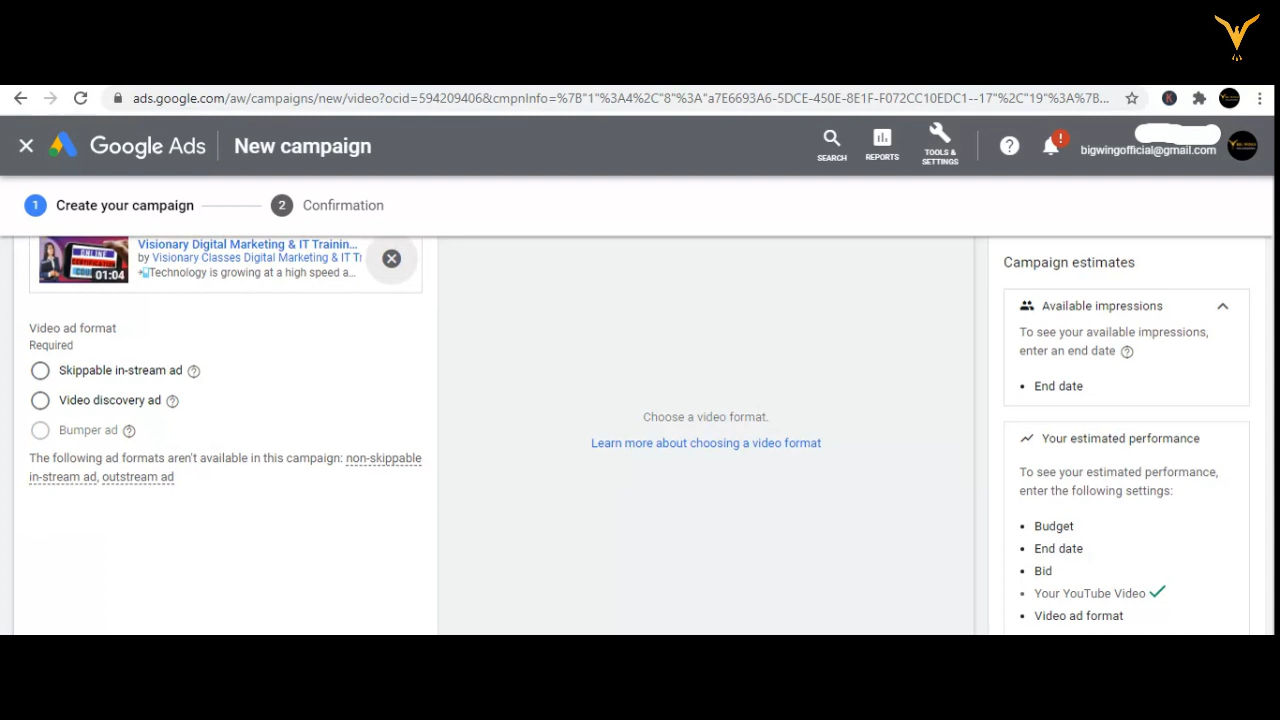 ads.google.com/aw/campaigns/new/video?ocid=594209406&cmpnInfo=%7B"1"%3A4%2C"8"%3A"a7E6693A6-5DCE-450E-8E1F-F072CC10EDC1--17"%2C"19"%3A%7B...
Google Ads New campaign
SEARCH REPORTS TOOLS & SETTINGS
bigwingofficial@gmail.com
1 Create your campaign 2 Confirmation
ONLINE
CERTIFICATION
01:04
Visionary Digital Marketing & IT Trainin...
by Visionary Classes Digital Marketing & IT Tr
Technology is growing at a high speed a...
Video ad format
Required
Skippable in-stream ad
Video discovery ad
Bumper ad
The following ad formats aren't available in this campaign: non-skippable
in-stream ad, outstream ad
Choose a video format.
Learn more about choosing a video format
Campaign estimates
Available impressions
To see your available impressions,
enter an end date
• End date
Your estimated performance
To see your estimated performance,
enter the following settings:
• Budget
• End date
• Bid
• Your YouTube Video
• Video ad format